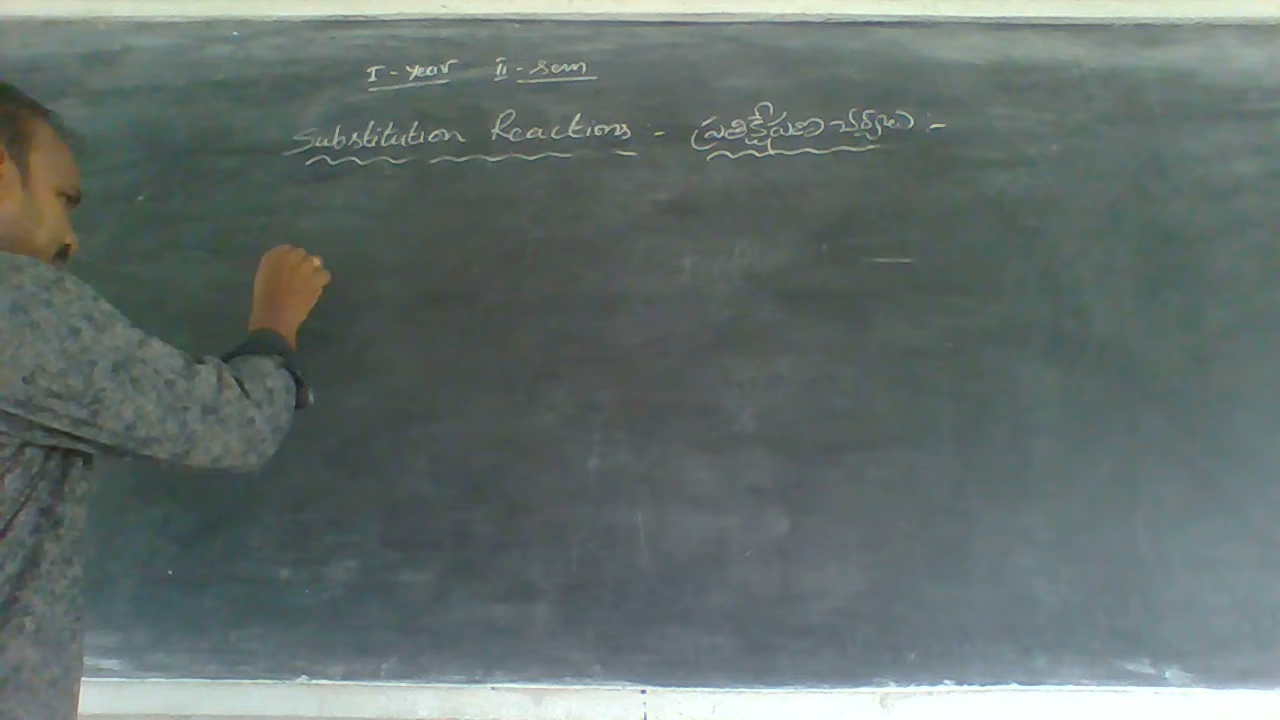 I - year II - sem
Substitution Reactions :- ప్రతిక్షేపణా చర్యలు :-